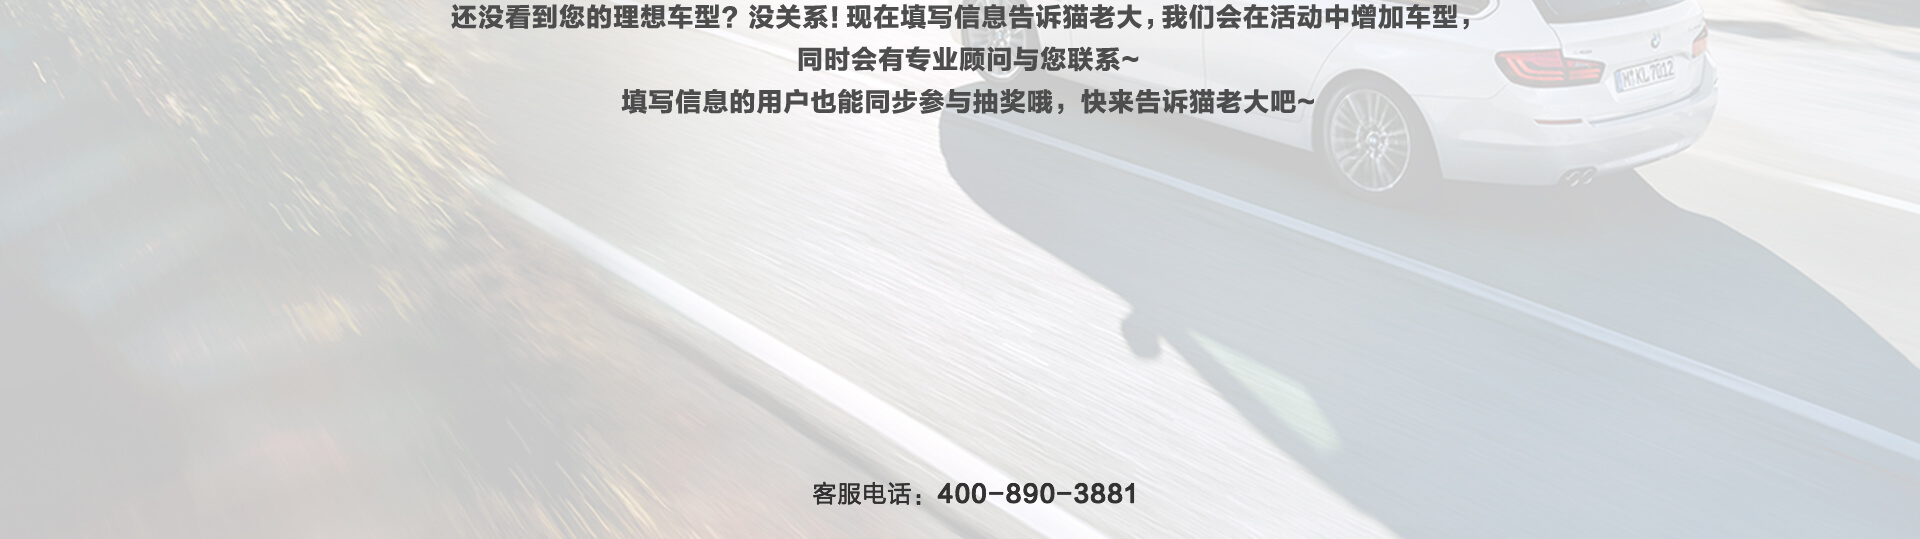 还没看到您的理想车型？没关系！现在填写信息告诉猫老大，我们会在活动中增加车型，
同时会有专业顾问与您联系~
填写信息的用户也能同步参与抽奖哦，快来告诉猫老大吧~
M·KL 7012
客服电话：400-890-3881